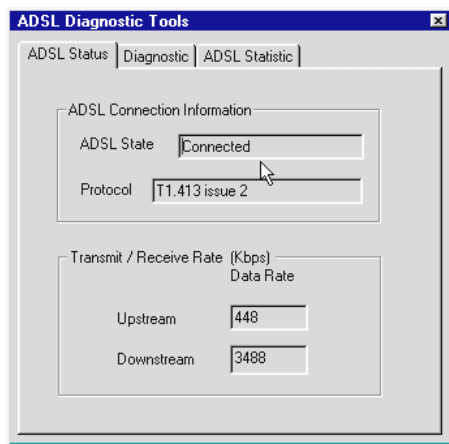 ADSL Diagnostic Tools
ADSL Status Diagnostic ADSL Statistic
ADSL Connection Information
ADSL State Connected
Protocol T1.413 issue 2
Transmit / Receive Rate (Kbps)
Data Rate
Upstream 448
Downstream 3488